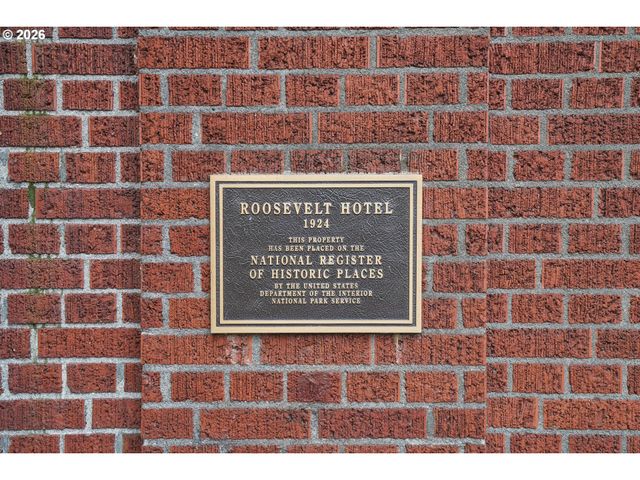 © 2026
ROOSEVELT HOTEL
1924
THIS PROPERTY
HAS BEEN PLACED ON THE
NATIONAL REGISTER
OF HISTORIC PLACES
BY THE UNITED STATES
DEPARTMENT OF THE INTERIOR
NATIONAL PARK SERVICE